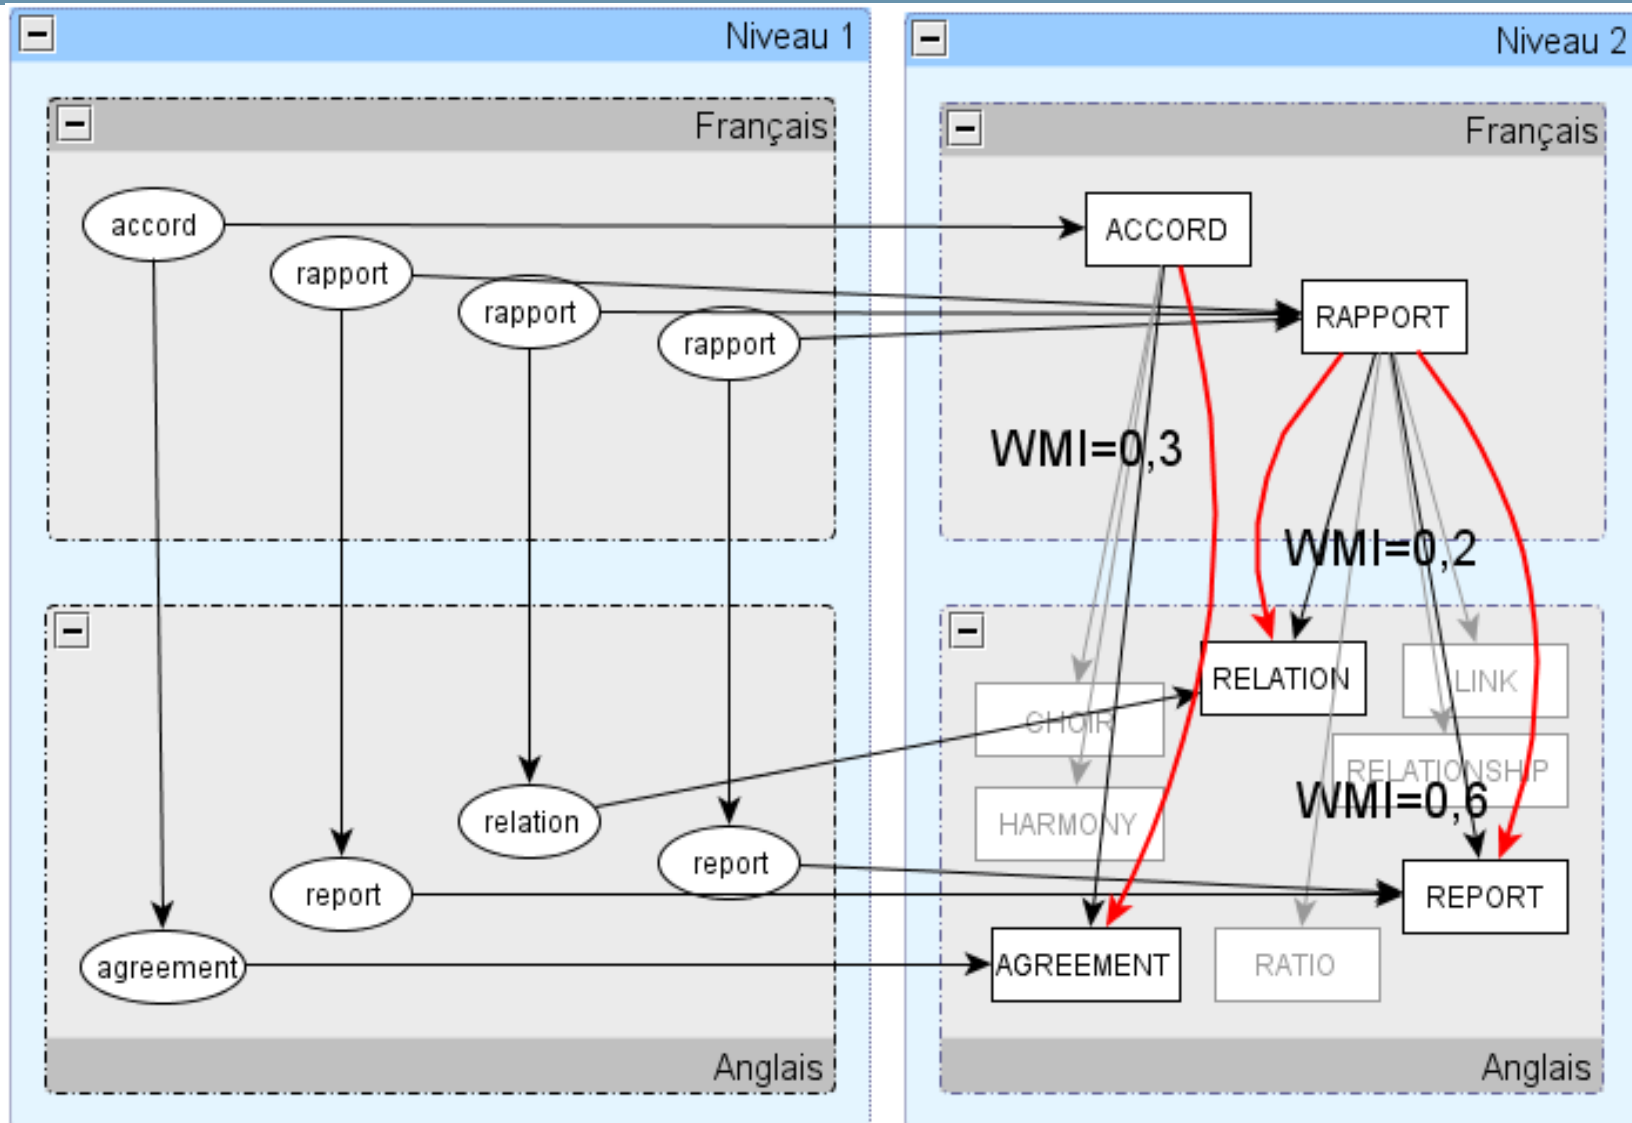 Niveau 1
Français
accord
rapport
rapport
rapport
relation
report
report
agreement
Anglais
Niveau 2
Français
ACCORD
RAPPORT
WMI=0,3
WMI=0,2
RELATION
LINK
CHOIR
RELATIONSHIP
WMI=0,6
HARMONY
REPORT
AGREEMENT
RATIO
Anglais